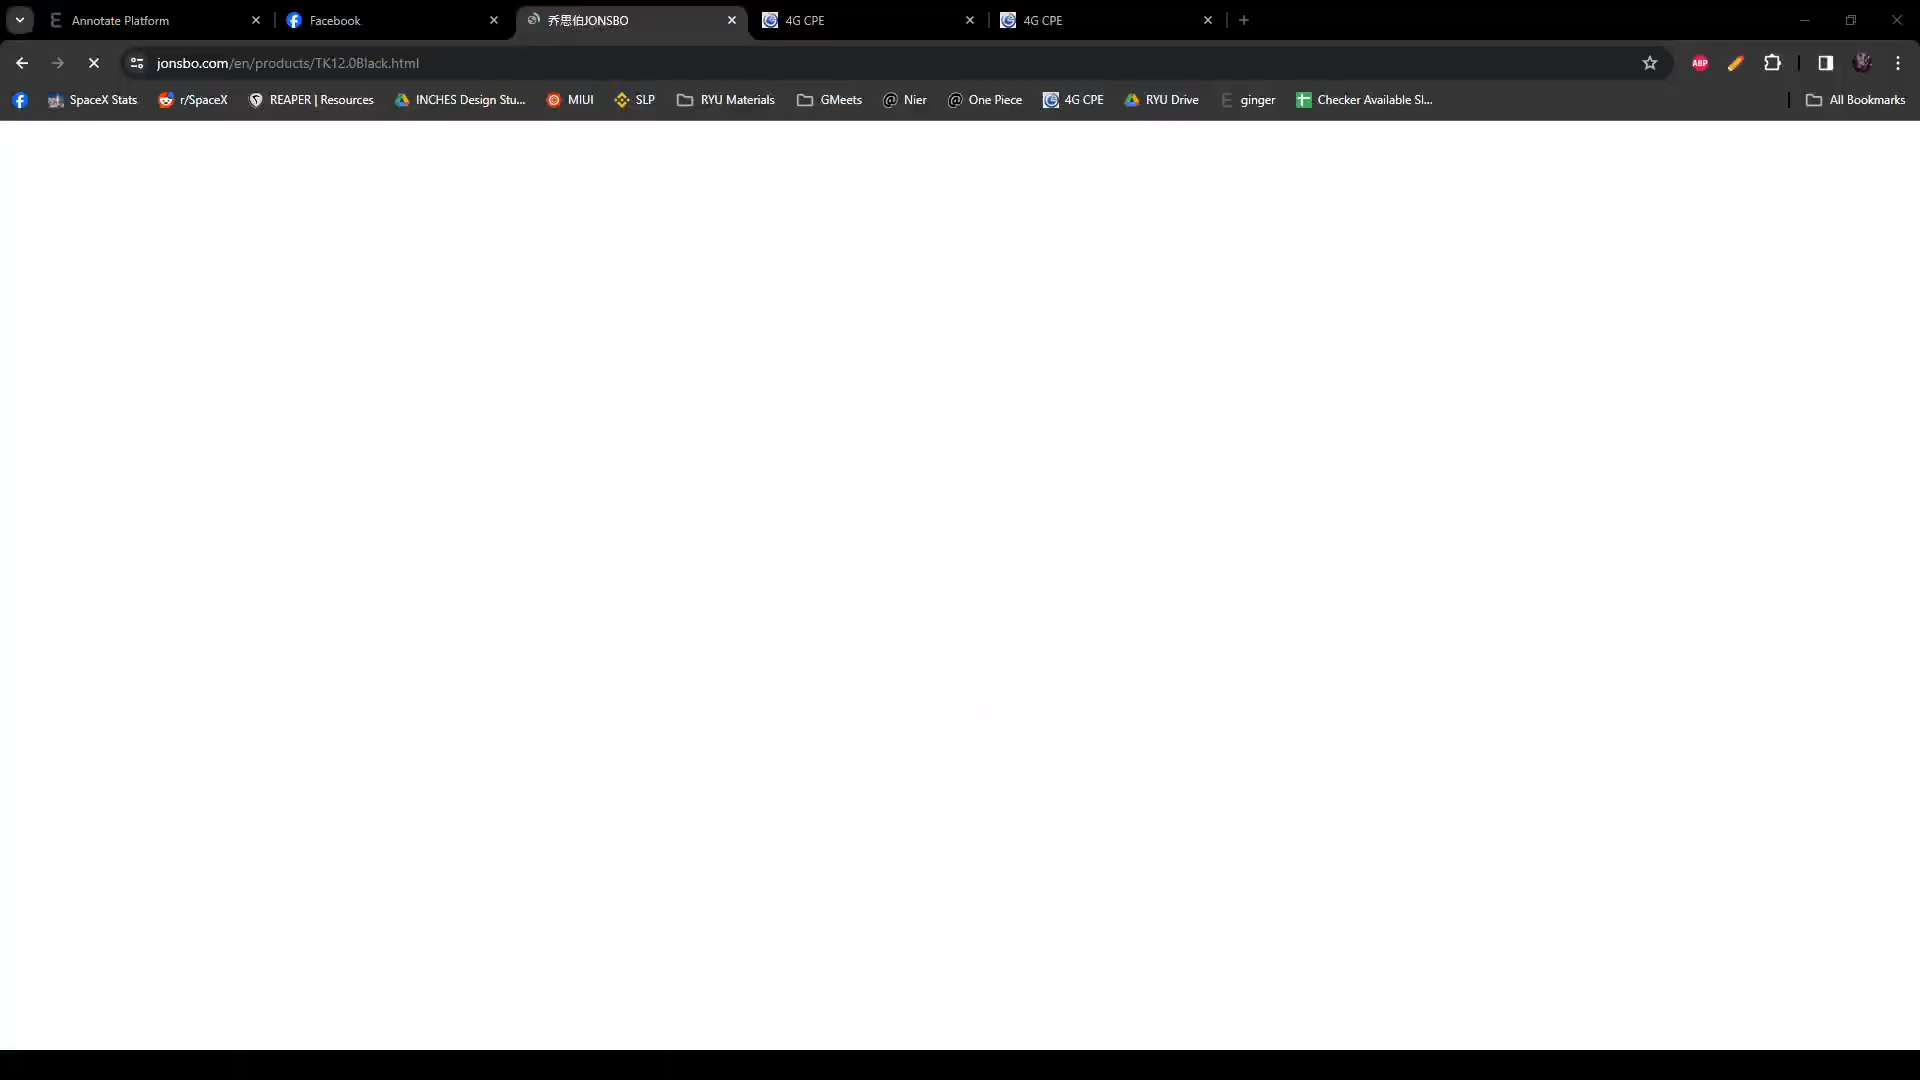 Annotate Platform
Facebook
乔思伯JONSBO
4G CPE
4G CPE
jonsbo.com/en/products/TK12.0Black.html
ABP
SpaceX Stats
r/SpaceX
REAPER | Resources
INCHES Design Stu...
MIUI
SLP
RYU Materials
GMeets
Nier
One Piece
4G CPE
RYU Drive
ginger
Checker Available Sl...
All Bookmarks